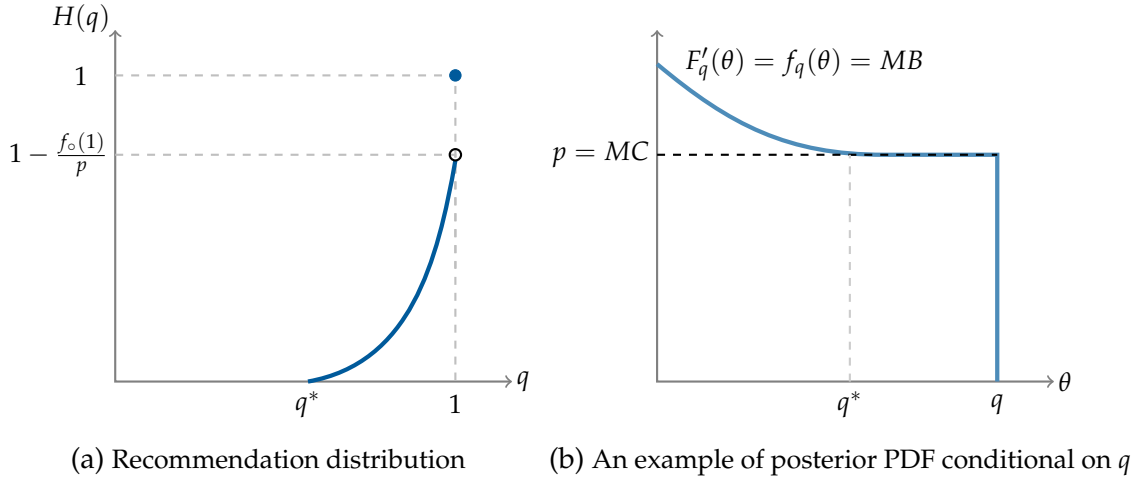 H(q)
1
1 − f∘(1)/p
q*
1
q
(a) Recommendation distribution
F′q(θ) = fq(θ) = MB
p = MC
q*
q
θ
(b) An example of posterior PDF conditional on q